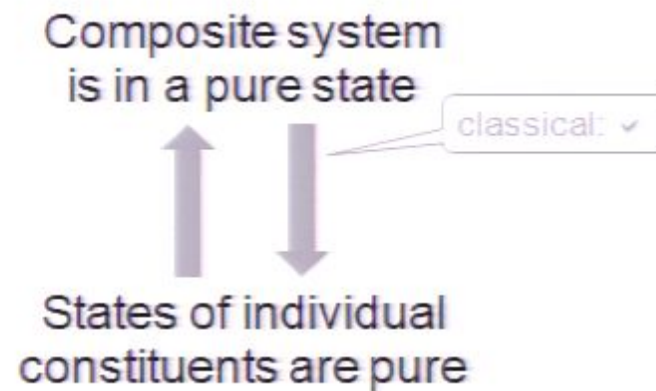 Composite system
is in a pure state
classical: ✓
States of individual
constituents are pure